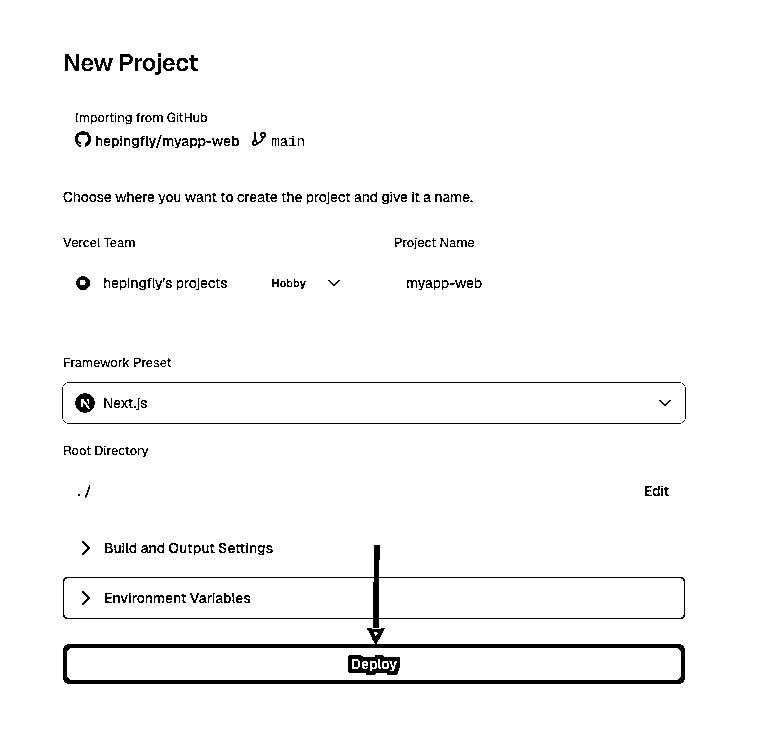 New Project
Importing from GitHub
hepingfly/myapp-web main
Choose where you want to create the project and give it a name.
Vercel Team Project Name
hepingfly's projects Hobby myapp-web
Framework Preset
Next.js
Root Directory
./ Edit
Build and Output Settings
Environment Variables
Deploy